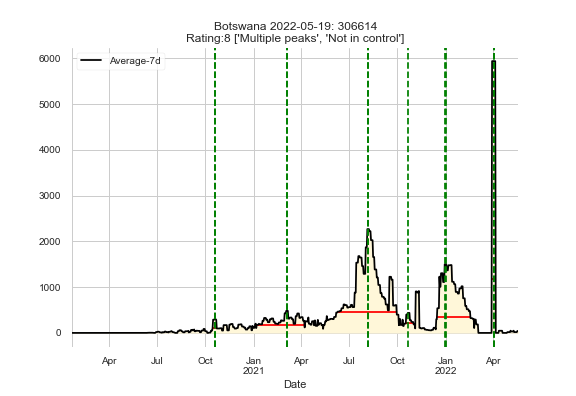 Botswana 2022-05-19: 306614
Rating:8 ['Multiple peaks', 'Not in control']
Average-7d
6000
5000
4000
3000
2000
1000
0
Apr Jul Oct Jan Apr Jul Oct Jan Apr
2021 2022
Date